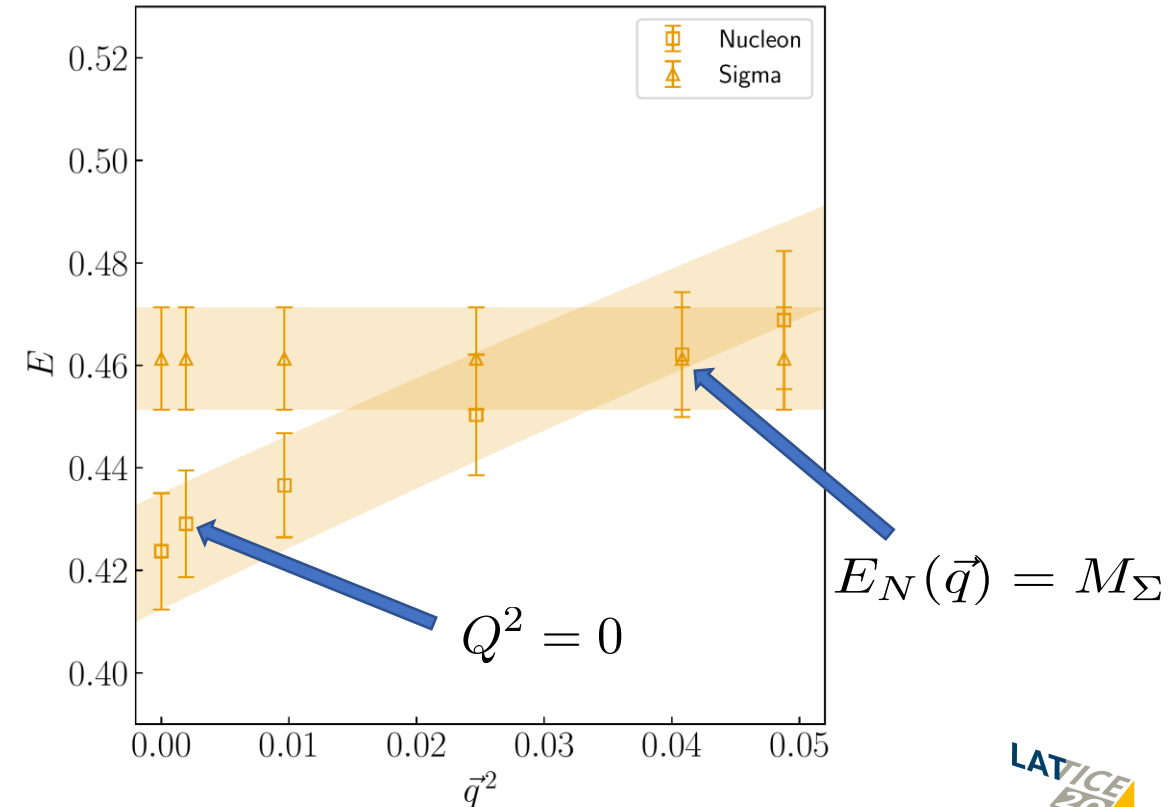 Nucleon
Sigma
0.52
0.50
0.48
0.46
0.44
0.42
0.40
E
0.00 0.01 0.02 0.03 0.04 0.05
q⃗ ²
Q² = 0
E_N(q⃗) = M_Σ
LATTICE